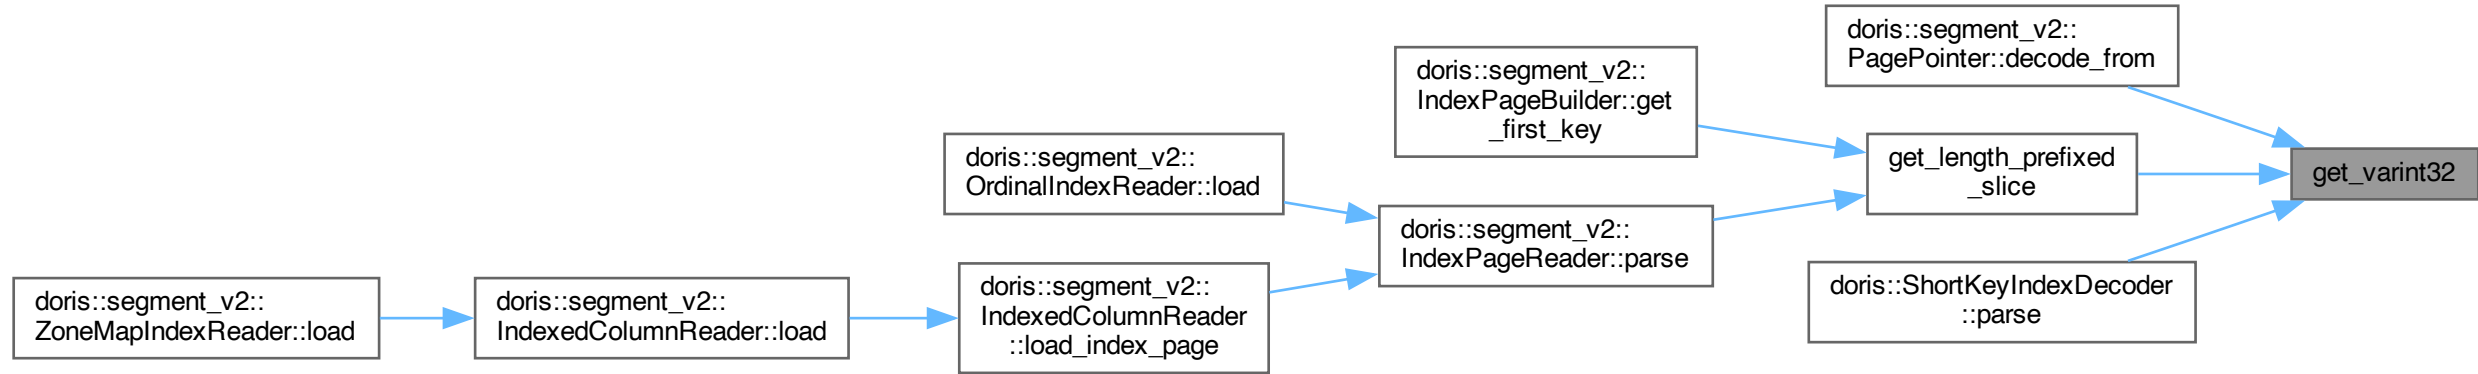 doris::segment_v2::
ZoneMapIndexReader::load
doris::segment_v2::
IndexedColumnReader::load
doris::segment_v2::
OrdinalIndexReader::load
doris::segment_v2::
IndexedColumnReader
::load_index_page
doris::segment_v2::
IndexPageBuilder::get
_first_key
doris::segment_v2::
IndexPageReader::parse
doris::segment_v2::
PagePointer::decode_from
get_length_prefixed
_slice
doris::ShortKeyIndexDecoder
::parse
get_varint32